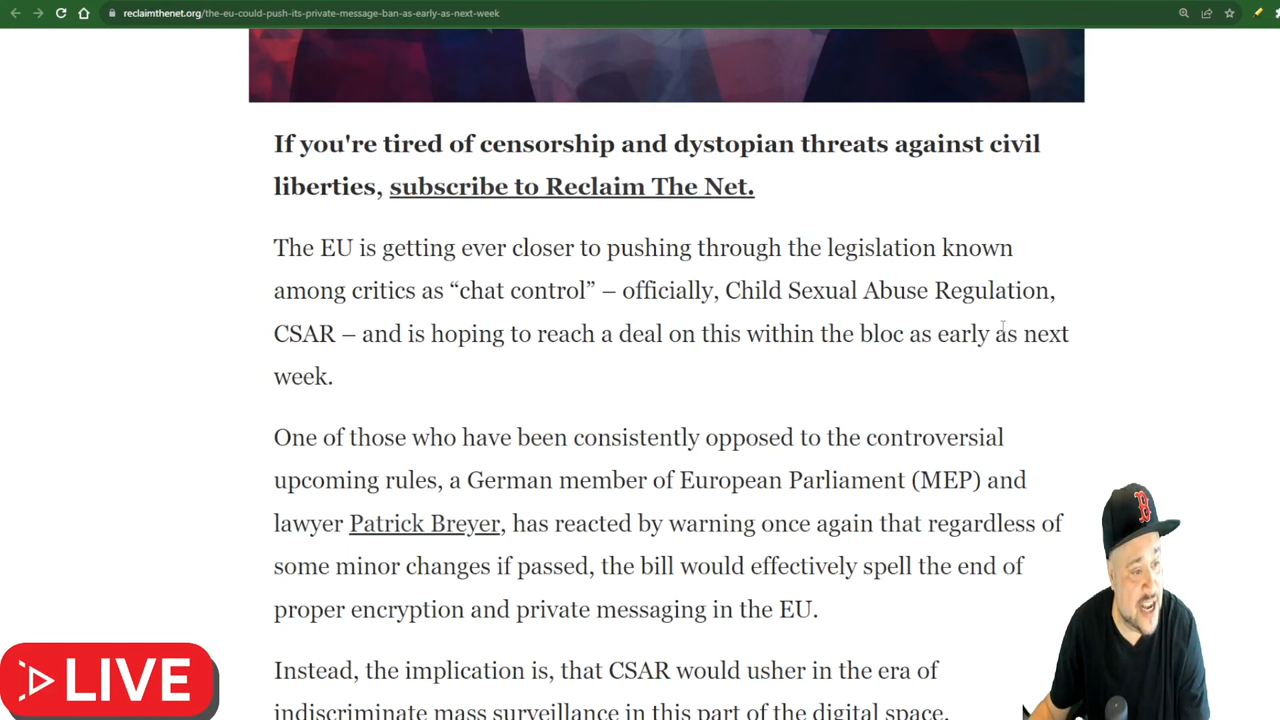 reclaimthenet.org/the-eu-could-push-its-private-message-ban-as-early-as-next-week
If you're tired of censorship and dystopian threats against civil
liberties, subscribe to Reclaim The Net.
The EU is getting ever closer to pushing through the legislation known
among critics as “chat control” – officially, Child Sexual Abuse Regulation,
CSAR – and is hoping to reach a deal on this within the bloc as early as next
week.
One of those who have been consistently opposed to the controversial
upcoming rules, a German member of European Parliament (MEP) and
lawyer Patrick Breyer, has reacted by warning once again that regardless of
some minor changes if passed, the bill would effectively spell the end of
proper encryption and private messaging in the EU.
Instead, the implication is, that CSAR would usher in the era of
indiscriminate mass surveillance in this part of the digital space.
B
LIVE